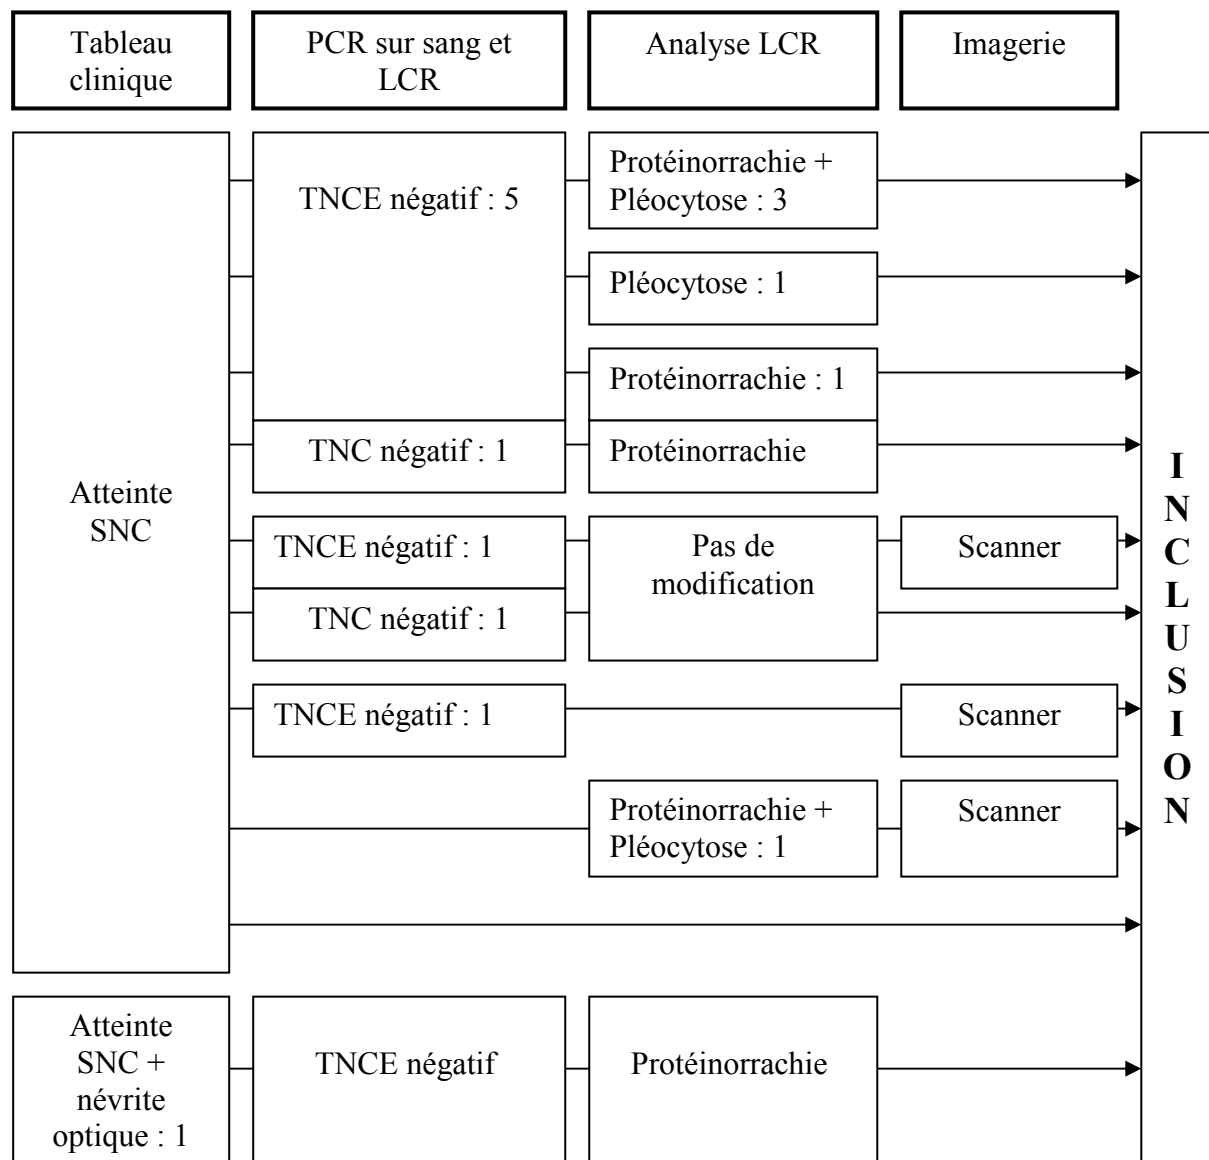 Tableau
clinique
PCR sur sang et
LCR
Analyse LCR
Imagerie
Atteinte
SNC
TNCE négatif : 5
Protéinorrachie +
Pléocytose : 3
Pléocytose : 1
Protéinorrachie : 1
TNC négatif : 1
Protéinorrachie
TNCE négatif : 1
Pas de
modification
Scanner
TNC négatif : 1
TNCE négatif : 1
Scanner
Protéinorrachie +
Pléocytose : 1
Scanner
I
N
C
L
U
S
I
O
N
Atteinte
SNC +
névrite
optique : 1
TNCE négatif
Protéinorrachie